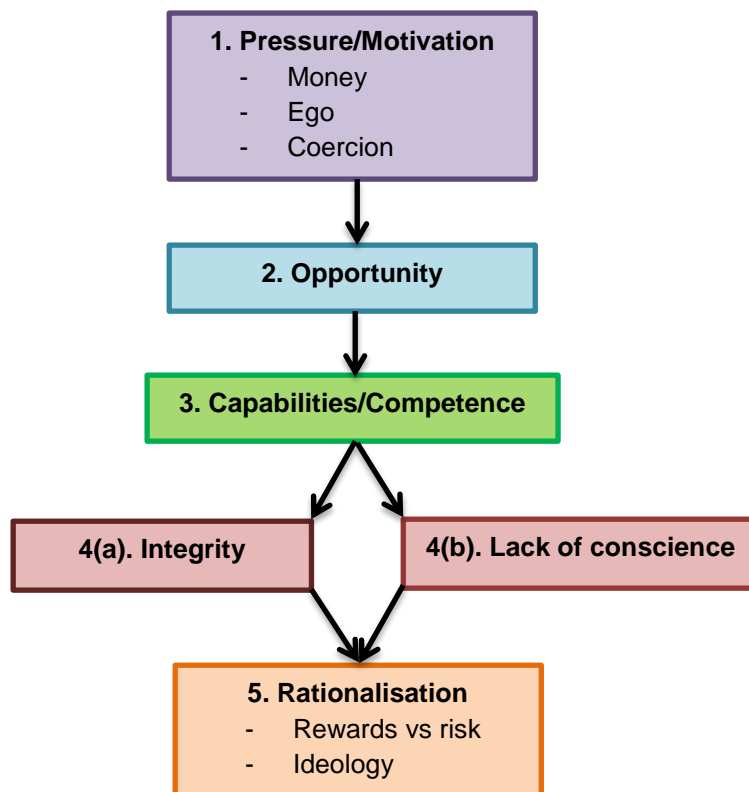 1. Pressure/Motivation
- Money
- Ego
- Coercion
2. Opportunity
3. Capabilities/Competence
4(a). Integrity
4(b). Lack of conscience
5. Rationalisation
- Rewards vs risk
- Ideology